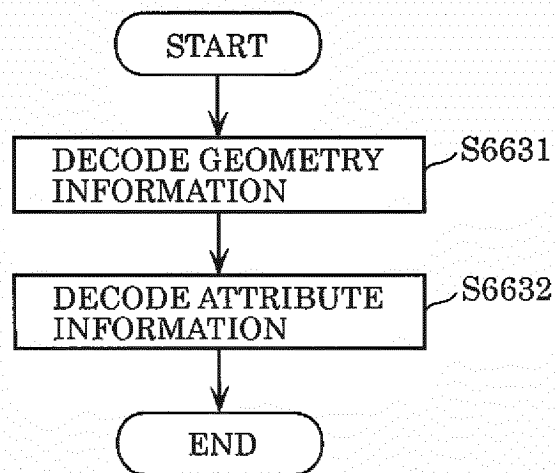 START
DECODE GEOMETRY
INFORMATION
S6631
DECODE ATTRIBUTE
INFORMATION
S6632
END